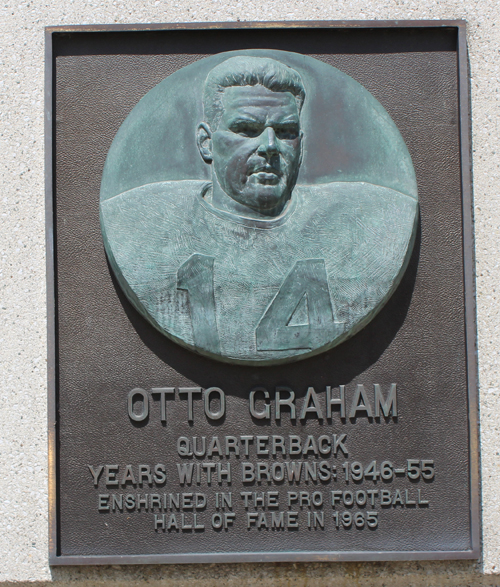 14
OTTO GRAHAM
QUARTERBACK
YEARS WITH BROWNS: 1946-55
ENSHRINED IN THE PRO FOOTBALL
HALL OF FAME IN 1965